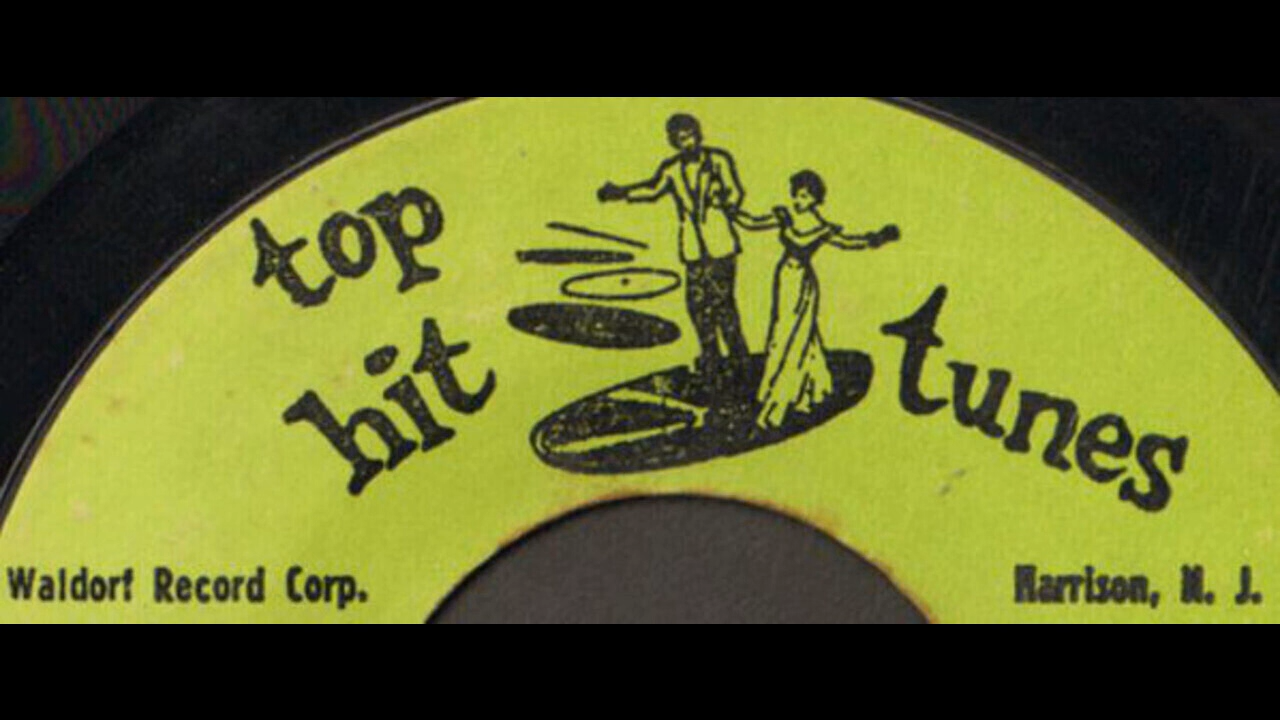 top
hit
tunes
Waldorf Record Corp.
Harrison, N. J.